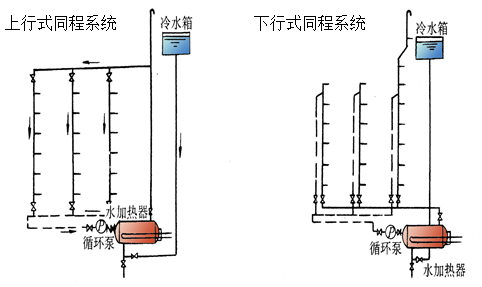 上行式同程系统
冷水箱
水加热器
循环泵
下行式同程系统
冷水箱
循环泵
水加热器